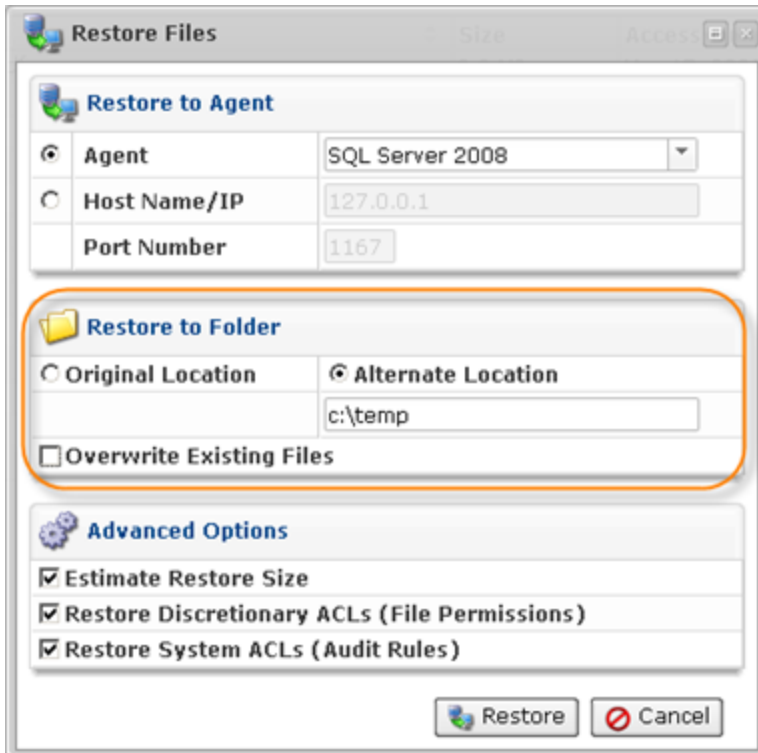 Restore Files
Size Access
Restore to Agent
Agent SQL Server 2008
Host Name/IP 127.0.0.1
Port Number 1167
Restore to Folder
Original Location Alternate Location
c:\temp
Overwrite Existing Files
Advanced Options
Estimate Restore Size
Restore Discretionary ACLs (File Permissions)
Restore System ACLs (Audit Rules)
Restore Cancel